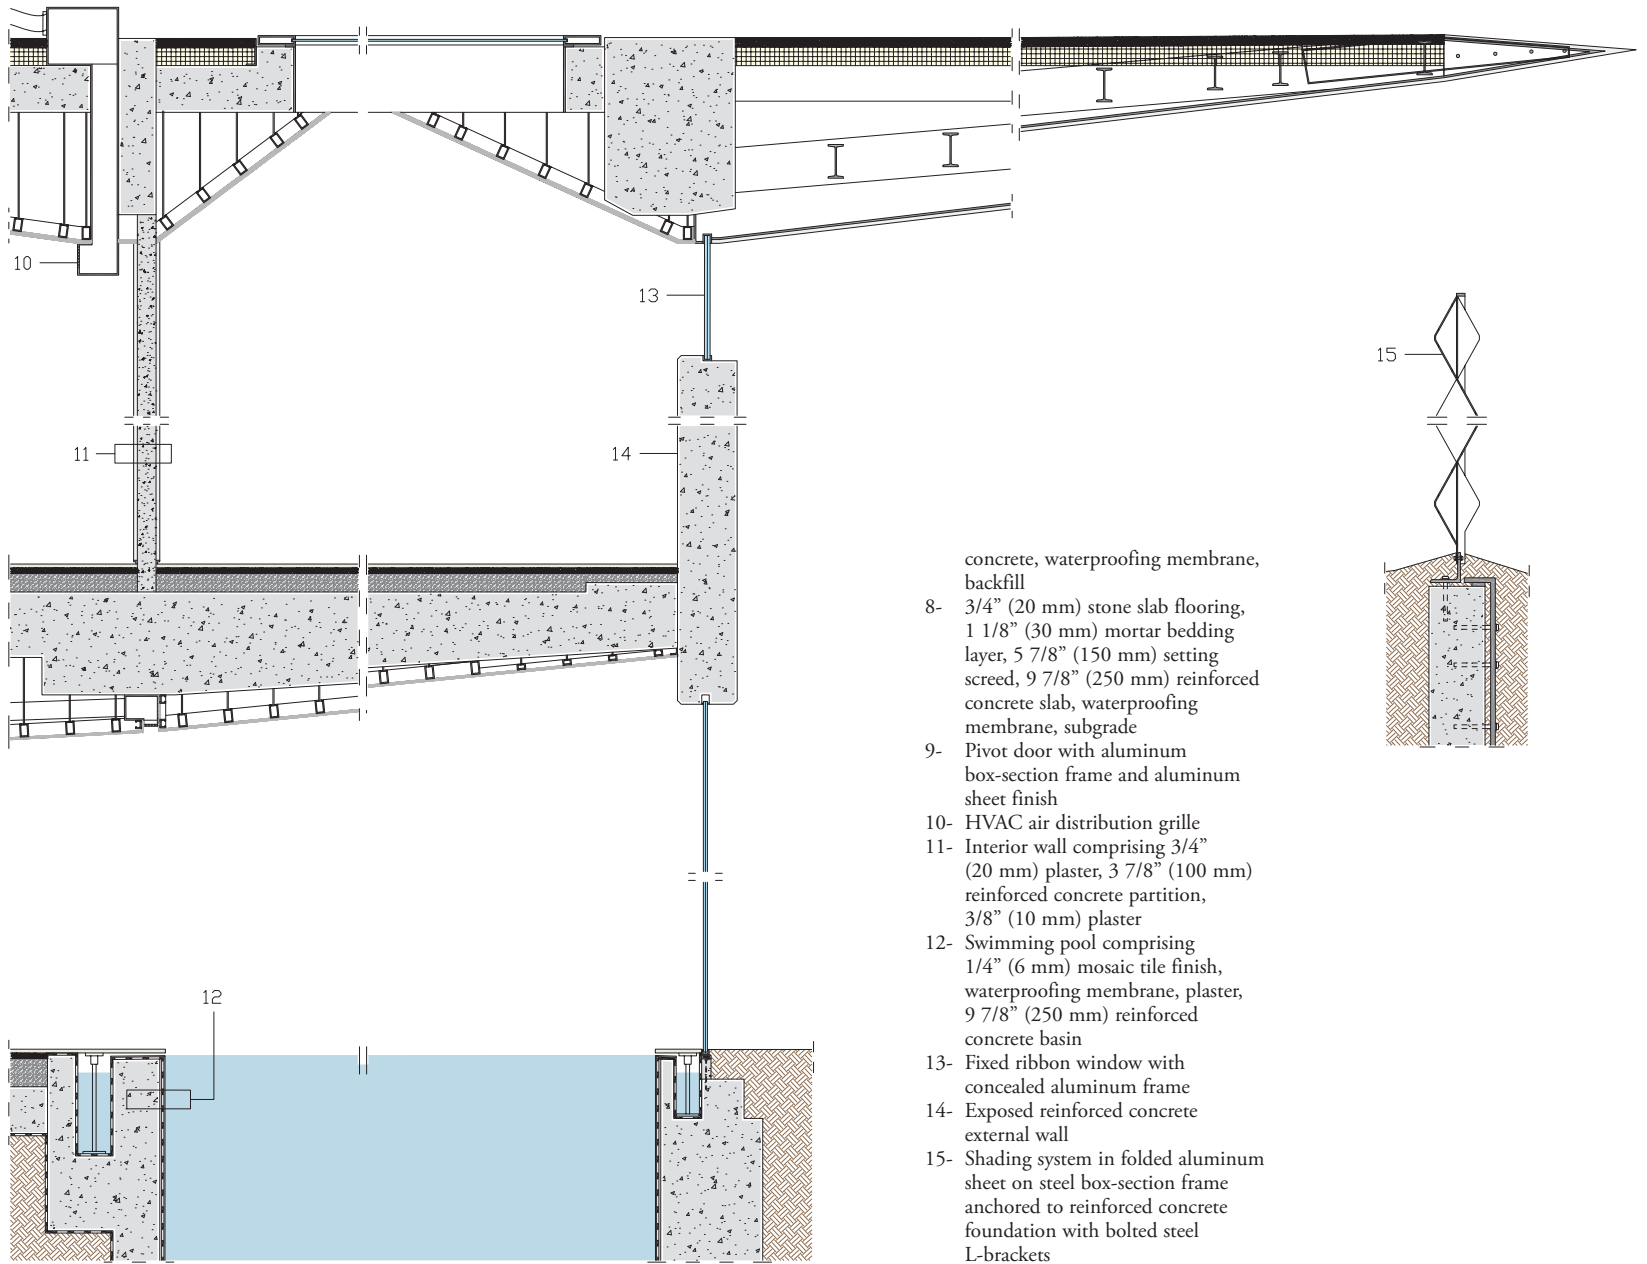 10
13
15
11
14
12
concrete, waterproofing membrane,
backfill
8- 3/4” (20 mm) stone slab flooring,
1 1/8” (30 mm) mortar bedding
layer, 5 7/8” (150 mm) setting
screed, 9 7/8” (250 mm) reinforced
concrete slab, waterproofing
membrane, subgrade
9- Pivot door with aluminum
box-section frame and aluminum
sheet finish
10- HVAC air distribution grille
11- Interior wall comprising 3/4”
(20 mm) plaster, 3 7/8” (100 mm)
reinforced concrete partition,
3/8” (10 mm) plaster
12- Swimming pool comprising
1/4” (6 mm) mosaic tile finish,
waterproofing membrane, plaster,
9 7/8” (250 mm) reinforced
concrete basin
13- Fixed ribbon window with
concealed aluminum frame
14- Exposed reinforced concrete
external wall
15- Shading system in folded aluminum
sheet on steel box-section frame
anchored to reinforced concrete
foundation with bolted steel
L-brackets